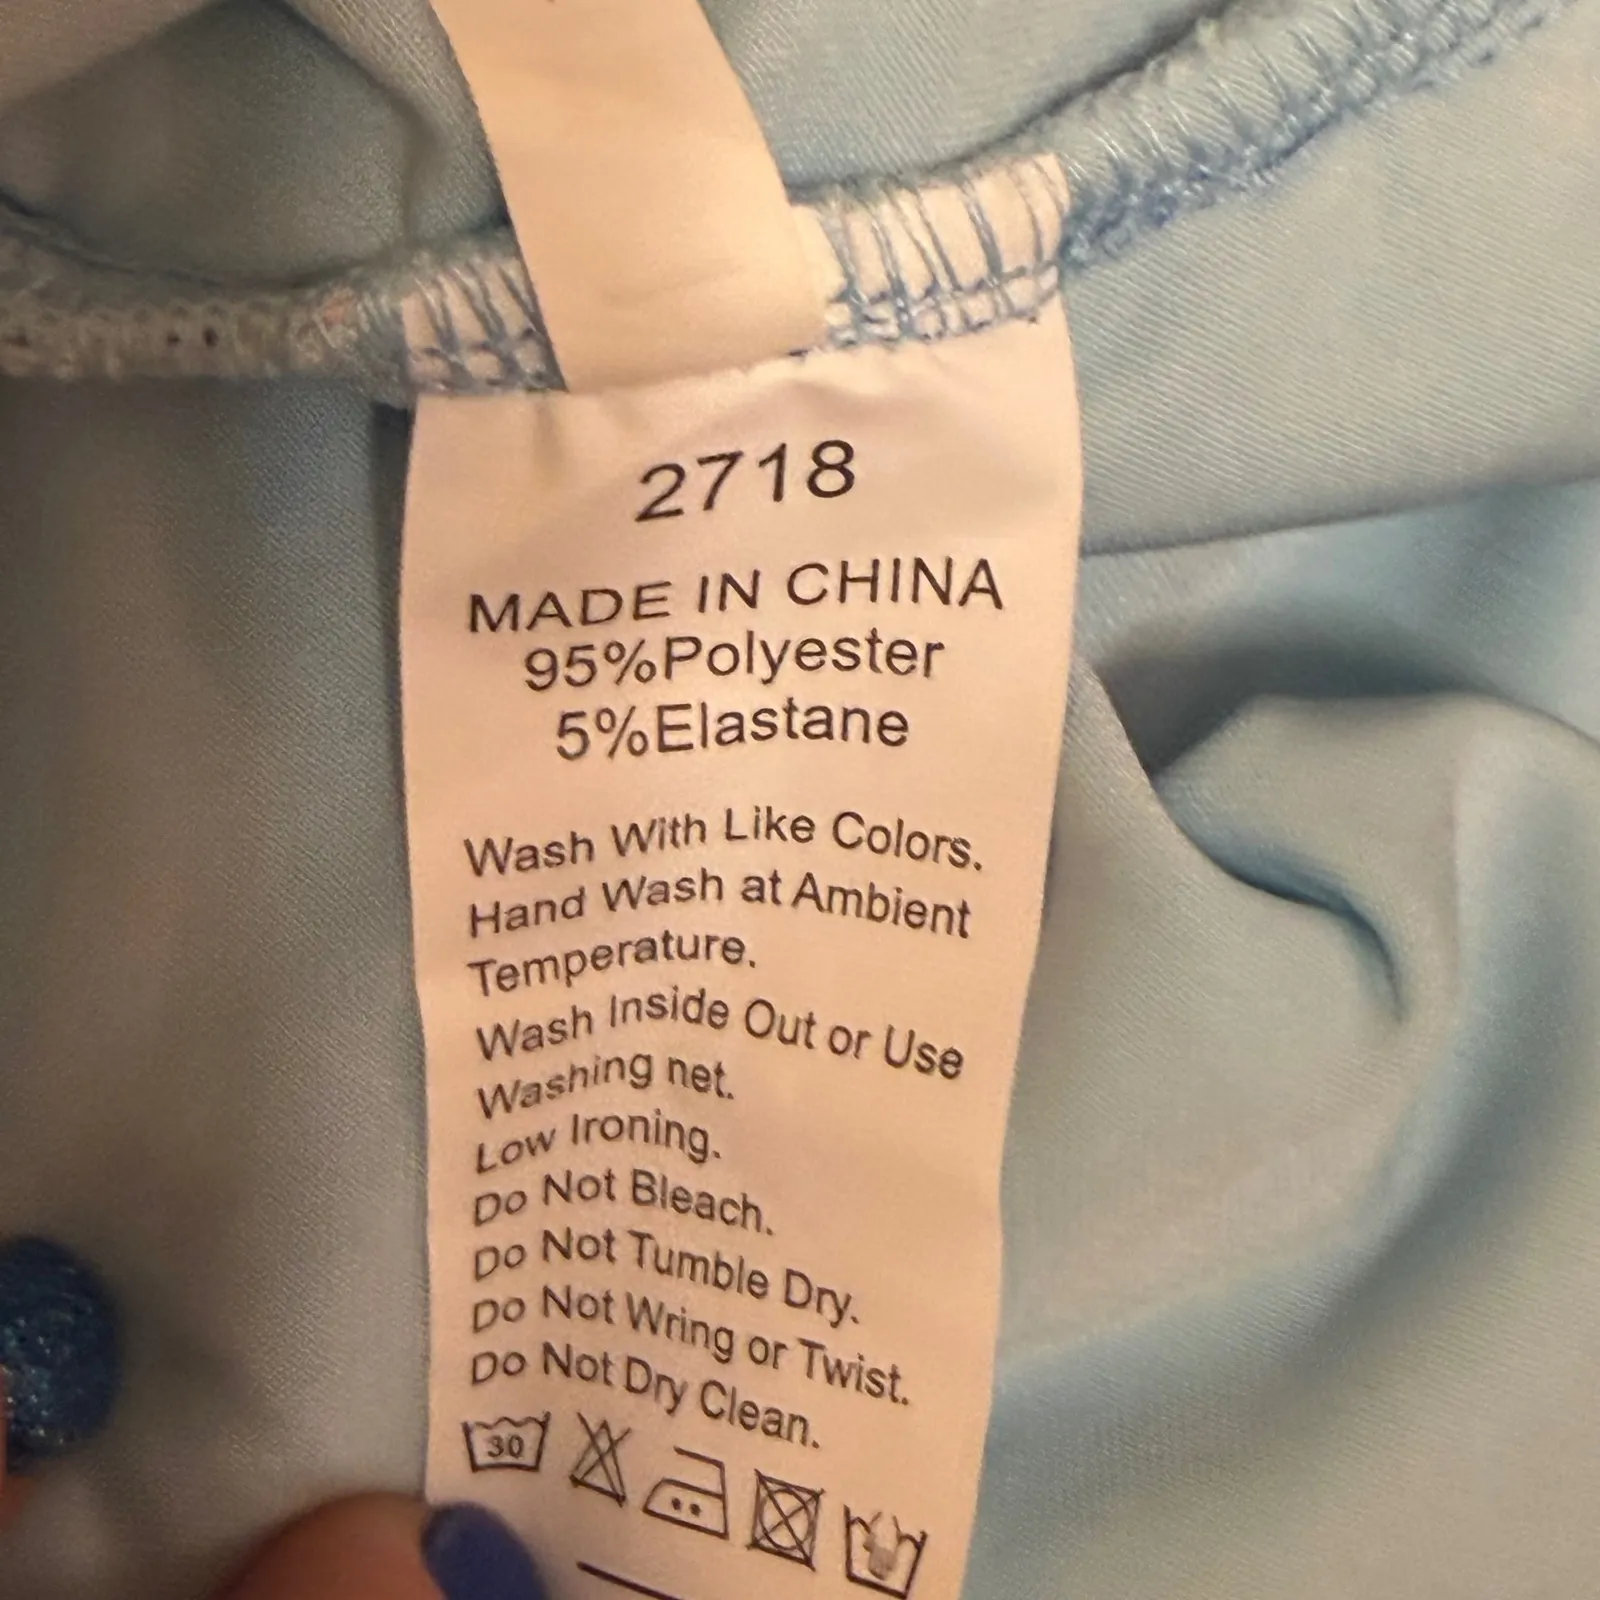 2718
MADE IN CHINA
95%Polyester
5%Elastane
Wash With Like Colors.
Hand Wash at Ambient
Temperature.
Wash Inside Out or Use
Washing net.
Low Ironing.
Do Not Bleach.
Do Not Tumble Dry.
Do Not Wring or Twist.
Do Not Dry Clean.
30